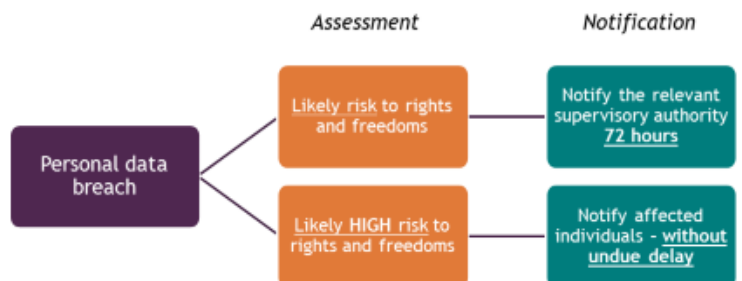 Assessment
Notification
Personal data
breach
Likely risk to rights
and freedoms
Notify the relevant
supervisory authority
72 hours
Likely HIGH risk to
rights and freedoms
Notify affected
individuals - without
undue delay